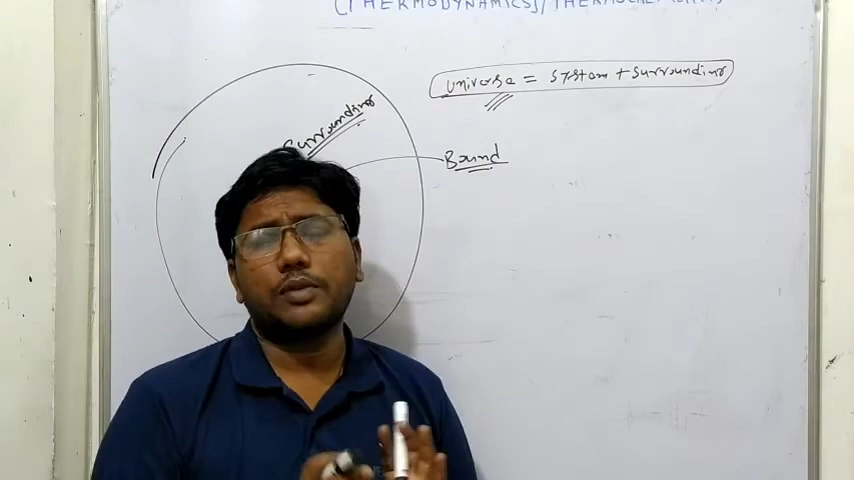 (THERMODYNAMICS)/THERMOCHEMISTRY
Universe = System + Surrounding
Surrounding
Bound